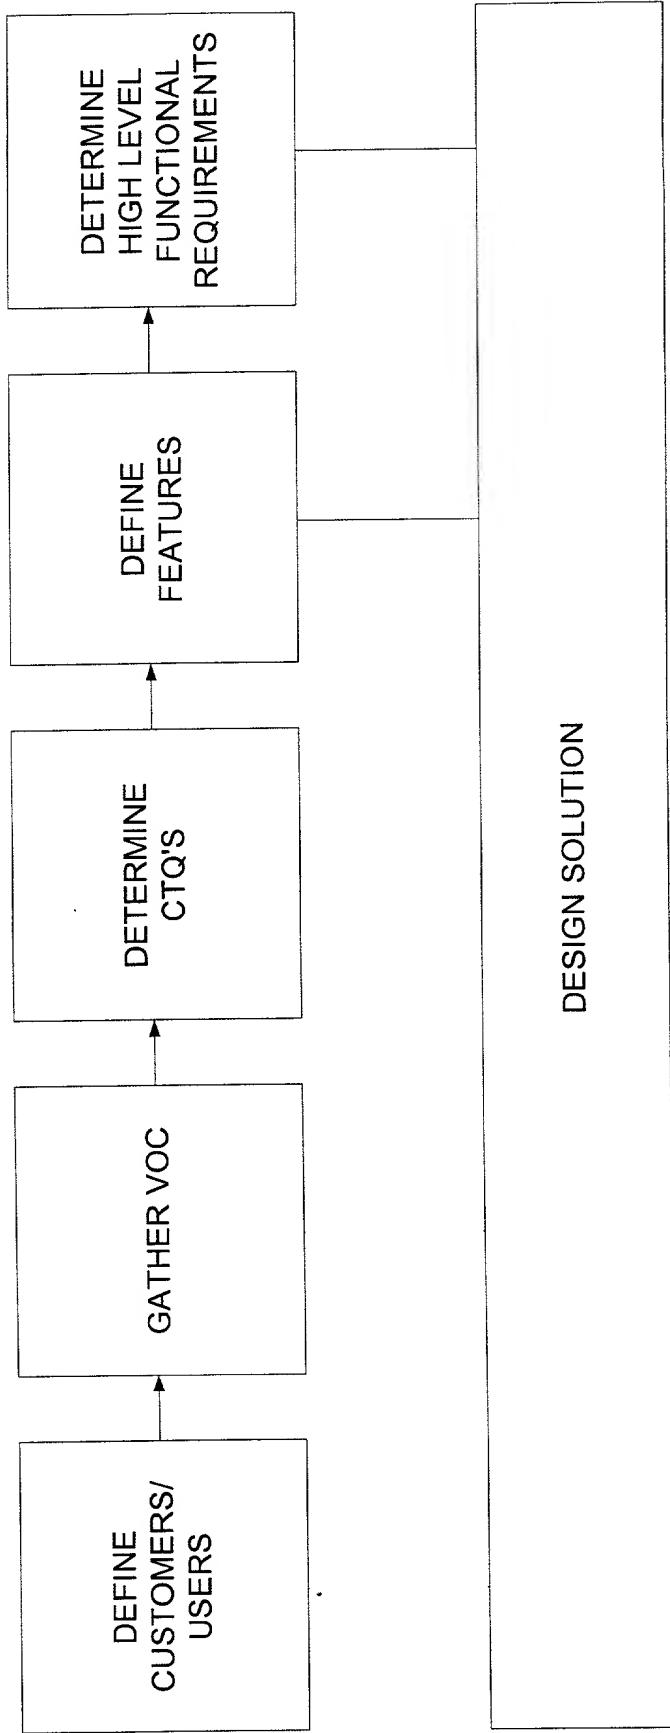 DEFINE
CUSTOMERS/
USERS
GATHER VOC
DETERMINE
CTQ'S
DEFINE
FEATURES
DETERMINE
HIGH LEVEL
FUNCTIONAL
REQUIREMENTS
DESIGN SOLUTION